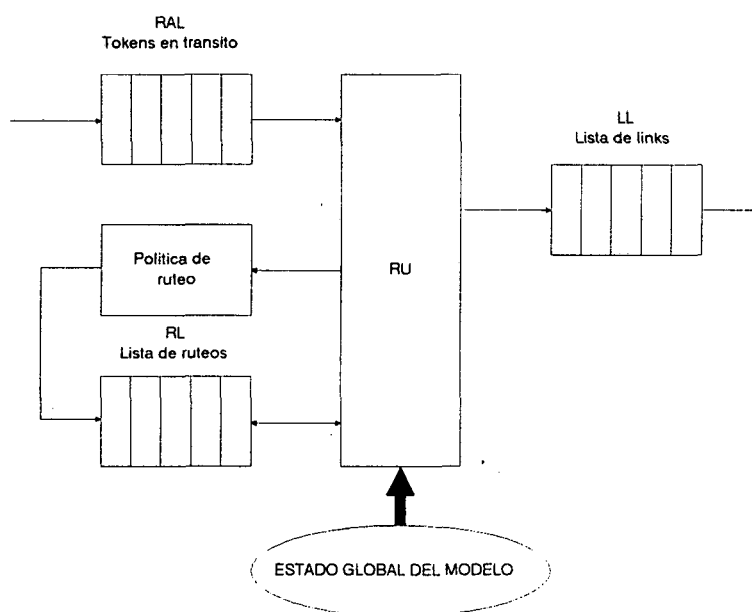 RAL
Tokens en transito
LL
Lista de links
Política de
ruteo
RU
RL
Lista de ruteos
ESTADO GLOBAL DEL MODELO